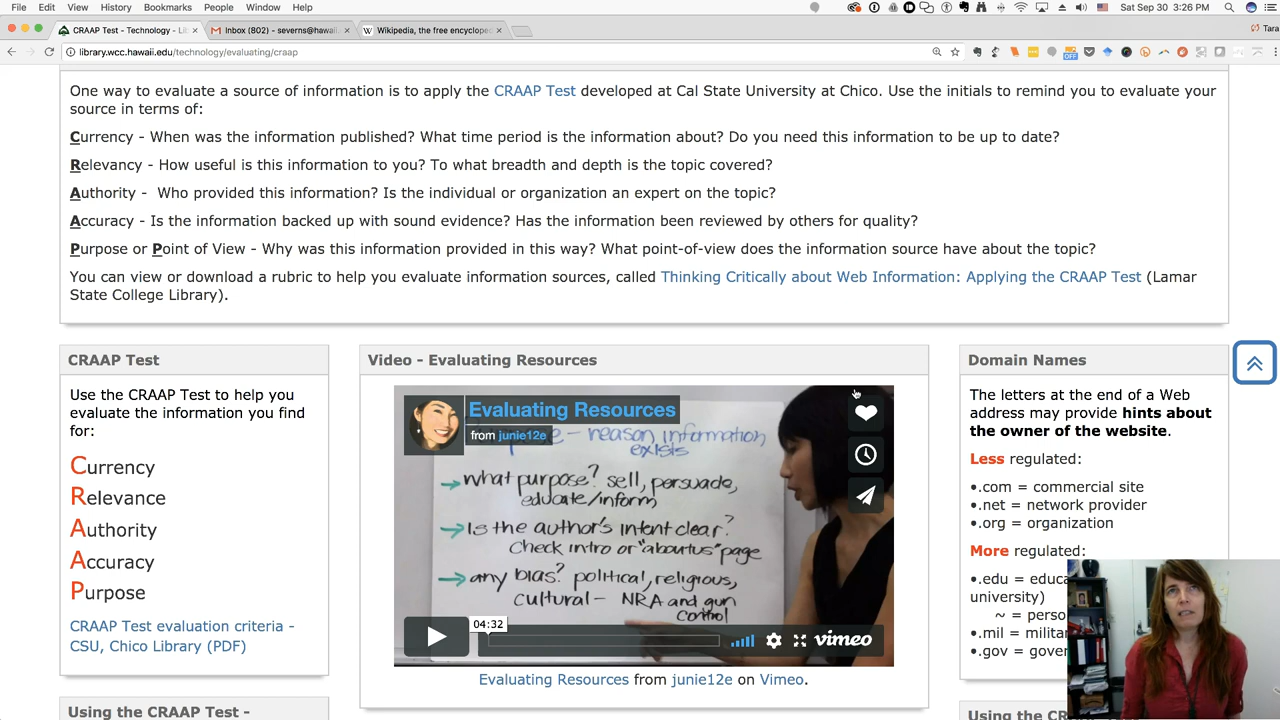 File Edit View History Bookmarks People Window Help
Sat Sep 30 3:26 PM
CRAAP Test - Technology - Lib
Inbox (802) - severns@hawaii.
Wikipedia, the free encyclopedi
Tara
library.wcc.hawaii.edu/technology/evaluating/craap
OFF
One way to evaluate a source of information is to apply the CRAAP Test developed at Cal State University at Chico. Use the initials to remind you to evaluate your
source in terms of:
Currency - When was the information published? What time period is the information about? Do you need this information to be up to date?
Relevancy - How useful is this information to you? To what breadth and depth is the topic covered?
Authority - Who provided this information? Is the individual or organization an expert on the topic?
Accuracy - Is the information backed up with sound evidence? Has the information been reviewed by others for quality?
Purpose or Point of View - Why was this information provided in this way? What point-of-view does the information source have about the topic?
You can view or download a rubric to help you evaluate information sources, called Thinking Critically about Web Information: Applying the CRAAP Test (Lamar
State College Library).
CRAAP Test
Use the CRAAP Test to help you
evaluate the information you find
for:
Currency
Relevance
Authority
Accuracy
Purpose
CRAAP Test evaluation criteria -
CSU, Chico Library (PDF)
Using the CRAAP Test -
Video - Evaluating Resources
Evaluating Resources
from junie12e
reason information
exists
What purpose? sell, persuade,
educate/inform
Is the author's intent clear?
Check intro or "about us" page
any bias? political, religious,
cultural - NRA and gun
control
04:32
vimeo
Evaluating Resources from junie12e on Vimeo.
Domain Names
The letters at the end of a Web
address may provide hints about
the owner of the website.
Less regulated:
•.com = commercial site
•.net = network provider
•.org = organization
More regulated:
•.edu = educa
university)
~ = perso
•.mil = milita
•.gov = gover
Using the CRAAP Test -